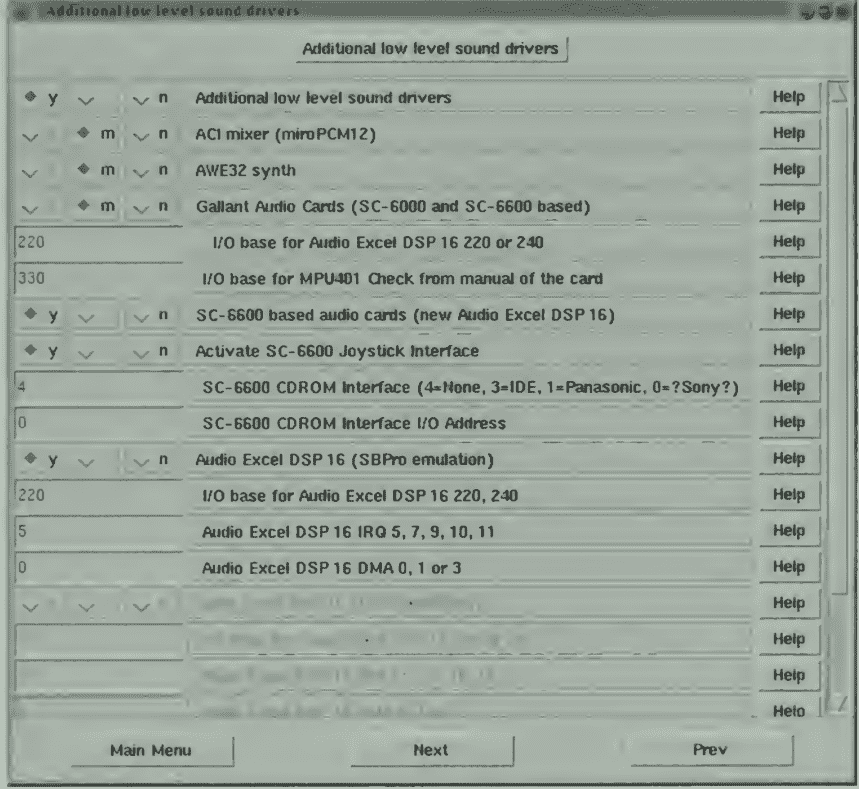 Additional low level sound drivers
Additional low level sound drivers
y n Additional low level sound drivers Help
m n ACI mixer (miroPCM12) Help
m n AWE32 synth Help
m n Gallant Audio Cards (SC-6000 and SC-6600 based) Help
220 I/O base for Audio Excel DSP 16 220 or 240 Help
330 I/O base for MPU401 Check from manual of the card Help
y n SC-6600 based audio cards (new Audio Excel DSP 16) Help
y n Activate SC-6600 Joystick Interface Help
4 SC-6600 CDROM Interface (4=None, 3=IDE, 1=Panasonic, 0=?Sony?) Help
0 SC-6600 CDROM Interface I/O Address Help
y n Audio Excel DSP 16 (SBPro emulation) Help
220 I/O base for Audio Excel DSP 16 220, 240 Help
5 Audio Excel DSP 16 IRQ 5, 7, 9, 10, 11 Help
0 Audio Excel DSP 16 DMA 0, 1 or 3 Help
Help
Help
Help
Help
Main Menu Next Prev